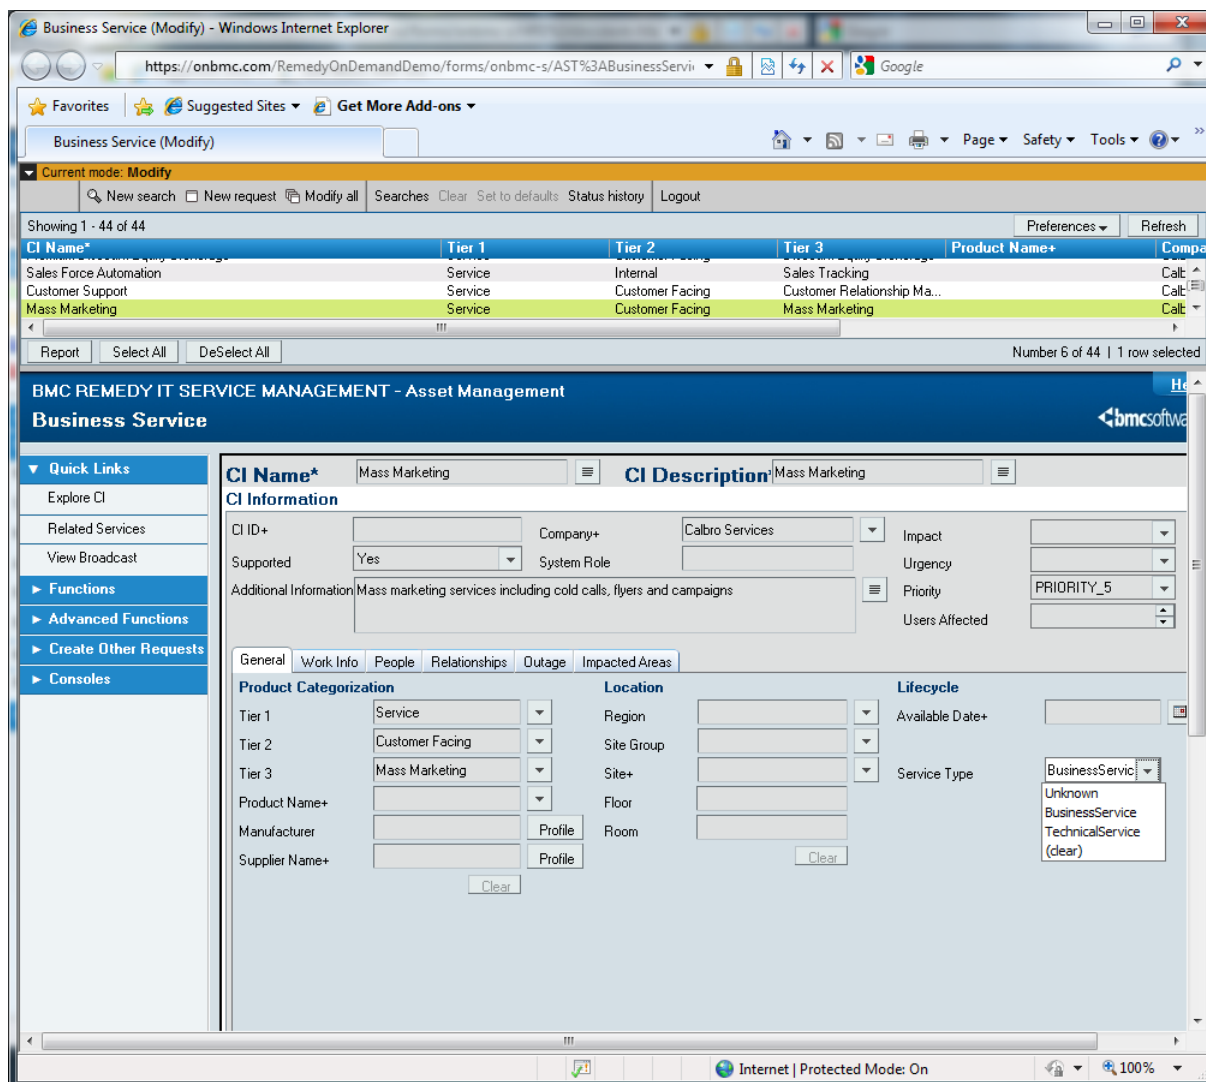 Business Service (Modify) - Windows Internet Explorer
https://onbmc.com/RemedyOnDemandDemo/forms/onbmc-s/AST%3ABusinessServi
Google
Favorites Suggested Sites Get More Add-ons
Business Service (Modify)
Page Safety Tools
Current mode: Modify
New search New request Modify all Searches Clear Set to defaults Status history Logout
Showing 1 - 44 of 44 Preferences Refresh
CI Name* Tier 1 Tier 2 Tier 3 Product Name+ Compa
Sales Force Automation Service Internal Sales Tracking Calb
Customer Support Service Customer Facing Customer Relationship Ma... Calb
Mass Marketing Service Customer Facing Mass Marketing Calb
Report Select All DeSelect All Number 6 of 44 | 1 row selected
BMC REMEDY IT SERVICE MANAGEMENT - Asset Management He
Business Service bmcsoftwa
Quick Links
Explore CI
Related Services
View Broadcast
Functions
Advanced Functions
Create Other Requests
Consoles
CI Name* Mass Marketing CI Description* Mass Marketing
CI Information
CI ID+ Company+ Calbro Services Impact
Supported Yes System Role Urgency
Additional Information Mass marketing services including cold calls, flyers and campaigns Priority PRIORITY_5
Users Affected
General Work Info People Relationships Outage Impacted Areas
Product Categorization Location Lifecycle
Tier 1 Service Region Available Date+
Tier 2 Customer Facing Site Group
Tier 3 Mass Marketing Site+ Service Type BusinessServic
Unknown
BusinessService
TechnicalService
(clear)
Product Name+ Floor
Manufacturer Profile Room
Supplier Name+ Profile Clear
Clear
Internet | Protected Mode: On 100%